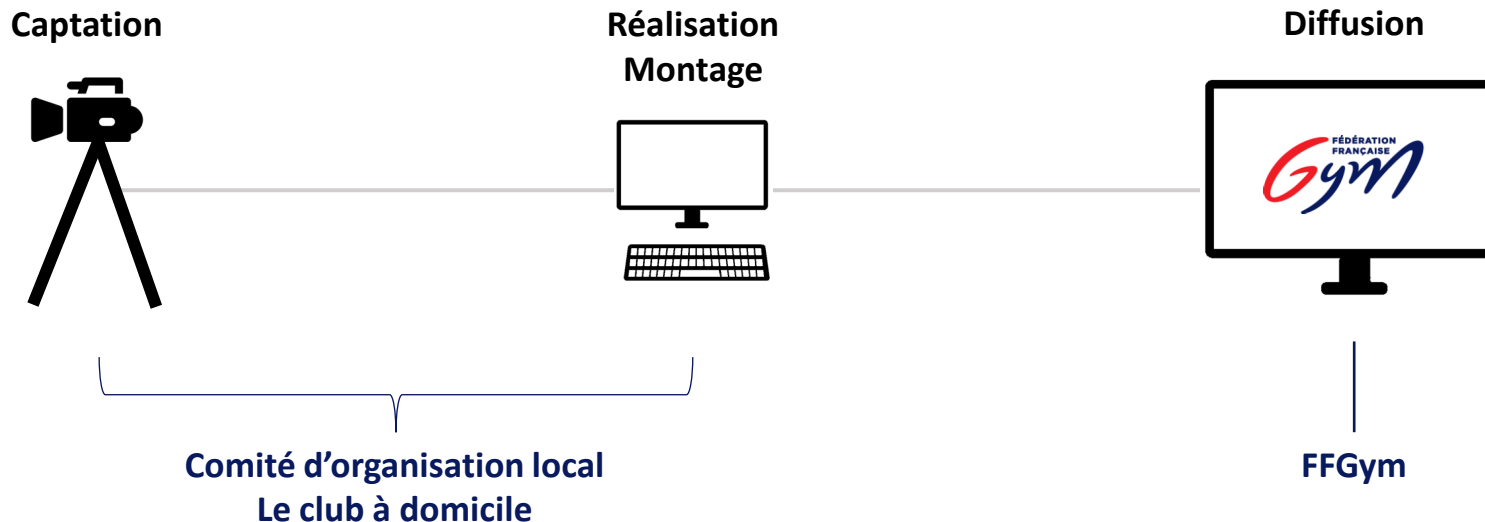 Captation
Réalisation
Montage
Diffusion
FÉDÉRATION
FRANÇAISE
Gym
Comité d’organisation local
Le club à domicile
FFGym